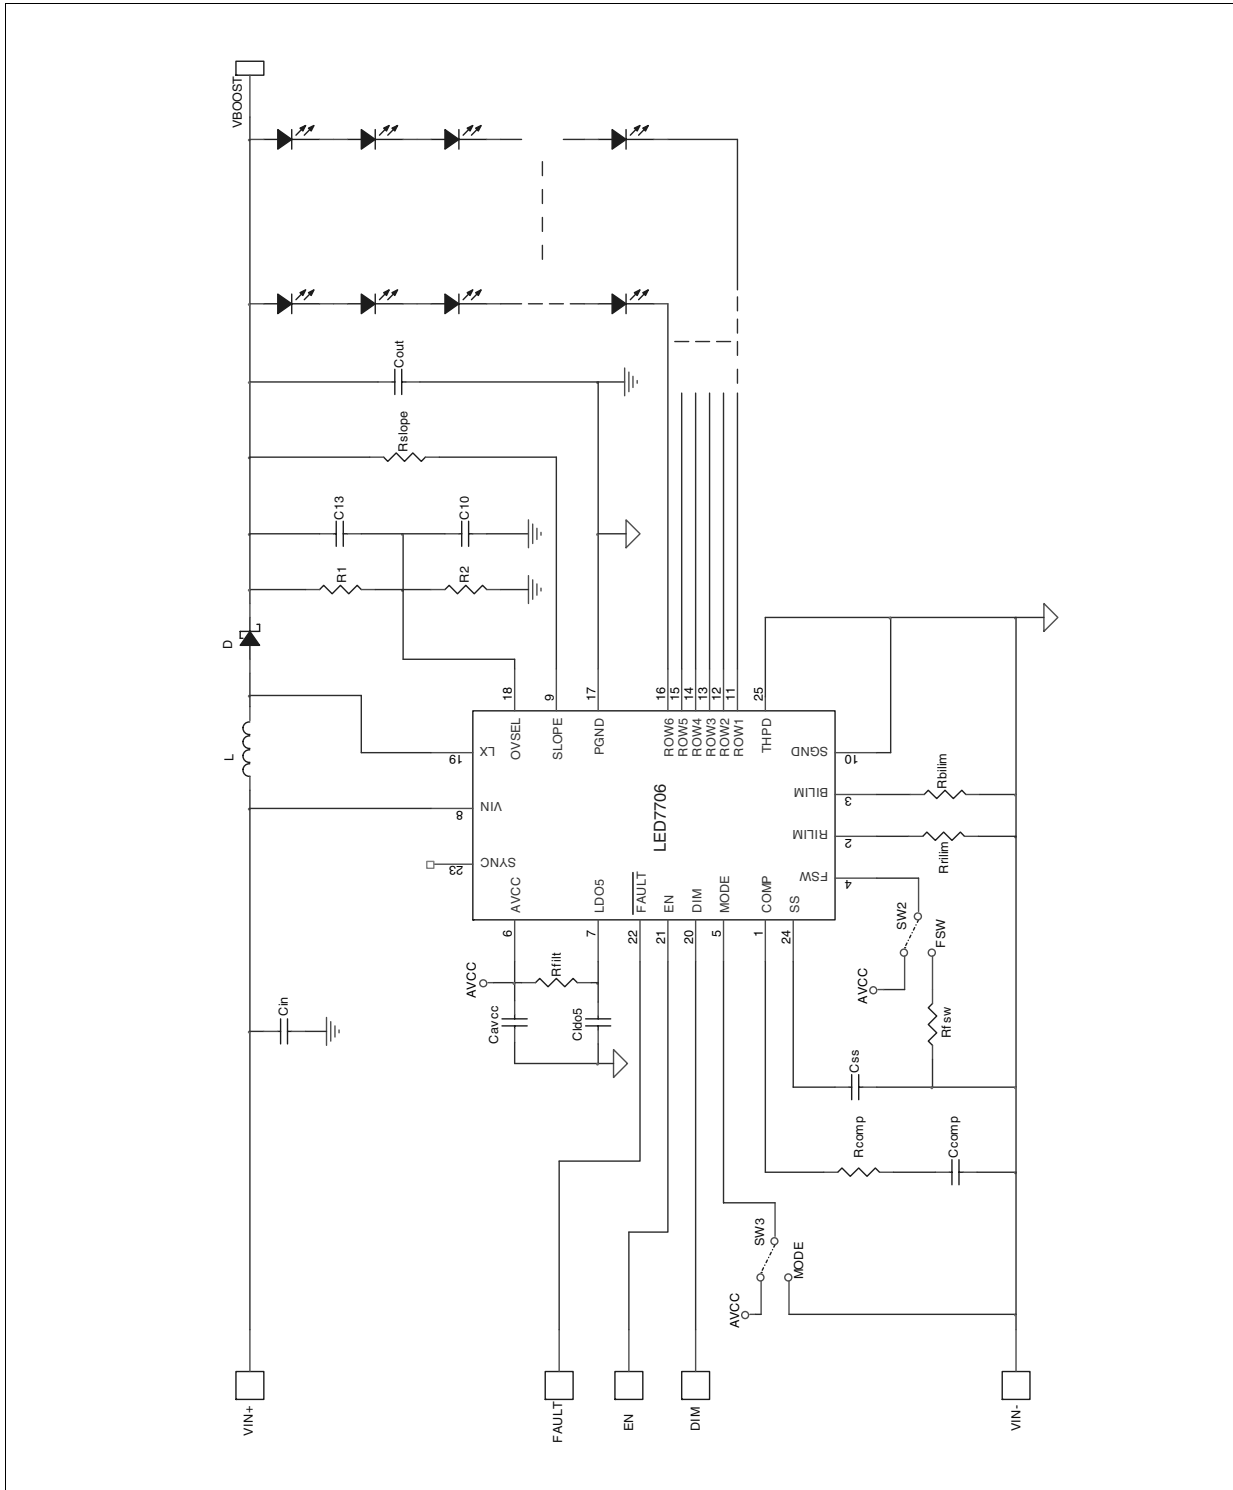 VBOOST
Cout
Rslope
C13
C10
R1
R2
D
L
18
9
17
16
15
14
13
12
11
25
19
LX
OVSEL
SLOPE
PGND
ROW6
ROW5
ROW4
ROW3
ROW2
ROW1
THPD
SGND
10
8
VIN
LED7706
BILIM
3
Rbilim
RILIM
2
Rrilim
23
SYNC
AVCC
LDO5
FAULT
EN
DIM
MODE
COMP
SS
FSW
4
6
7
22
21
20
5
1
24
SW2
FSW
AVCC
Rfsw
AVCC
Rfilt
Cavcc
Cldo5
Cin
Css
Rcomp
Ccomp
SW3
MODE
AVCC
VIN+
FAULT
EN
DIM
VIN-